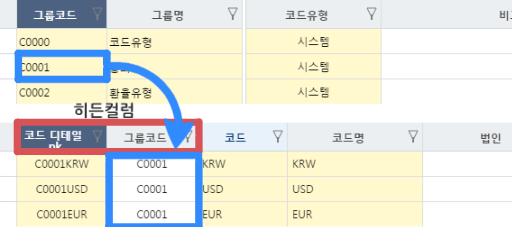 그룹코드 그룹명 코드유형 비고
C0000 코드유형 시스템
C0001 시스템
C0002 환율유형 시스템
히든컬럼
코드 디테일 그룹코드 코드 코드명 법인
pk
C0001KRW C0001 KRW KRW
C0001USD C0001 USD USD
C0001EUR C0001 EUR EUR